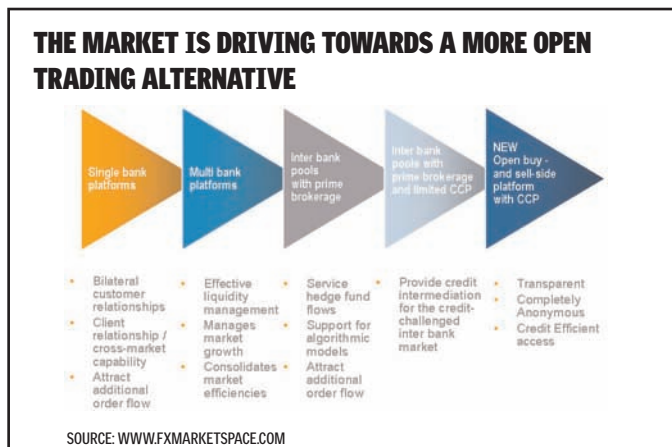 THE MARKET IS DRIVING TOWARDS A MORE OPEN
TRADING ALTERNATIVE
Single bank
platforms
Multi bank
platforms
Inter bank
pools
with prime
brokerage
Inter bank
pools with
prime brokerage
and limited CCP
NEW
Open buy -
and sell-side
platform
with CCP
• Bilateral
customer
relationships
• Client
relationship /
cross-market
capability
• Attract
additional
order flow
• Effective
liquidity
management
• Manages
market
growth
• Consolidates
market
efficiencies
• Service
hedge fund
flows
• Support for
algorithmic
models
• Attract
additional
order flow
• Provide credit
intermediation
for the credit-
challenged
inter bank
market
• Transparent
• Completely
Anonymous
• Credit Efficient
access
SOURCE: WWW.FXMARKETSPACE.COM